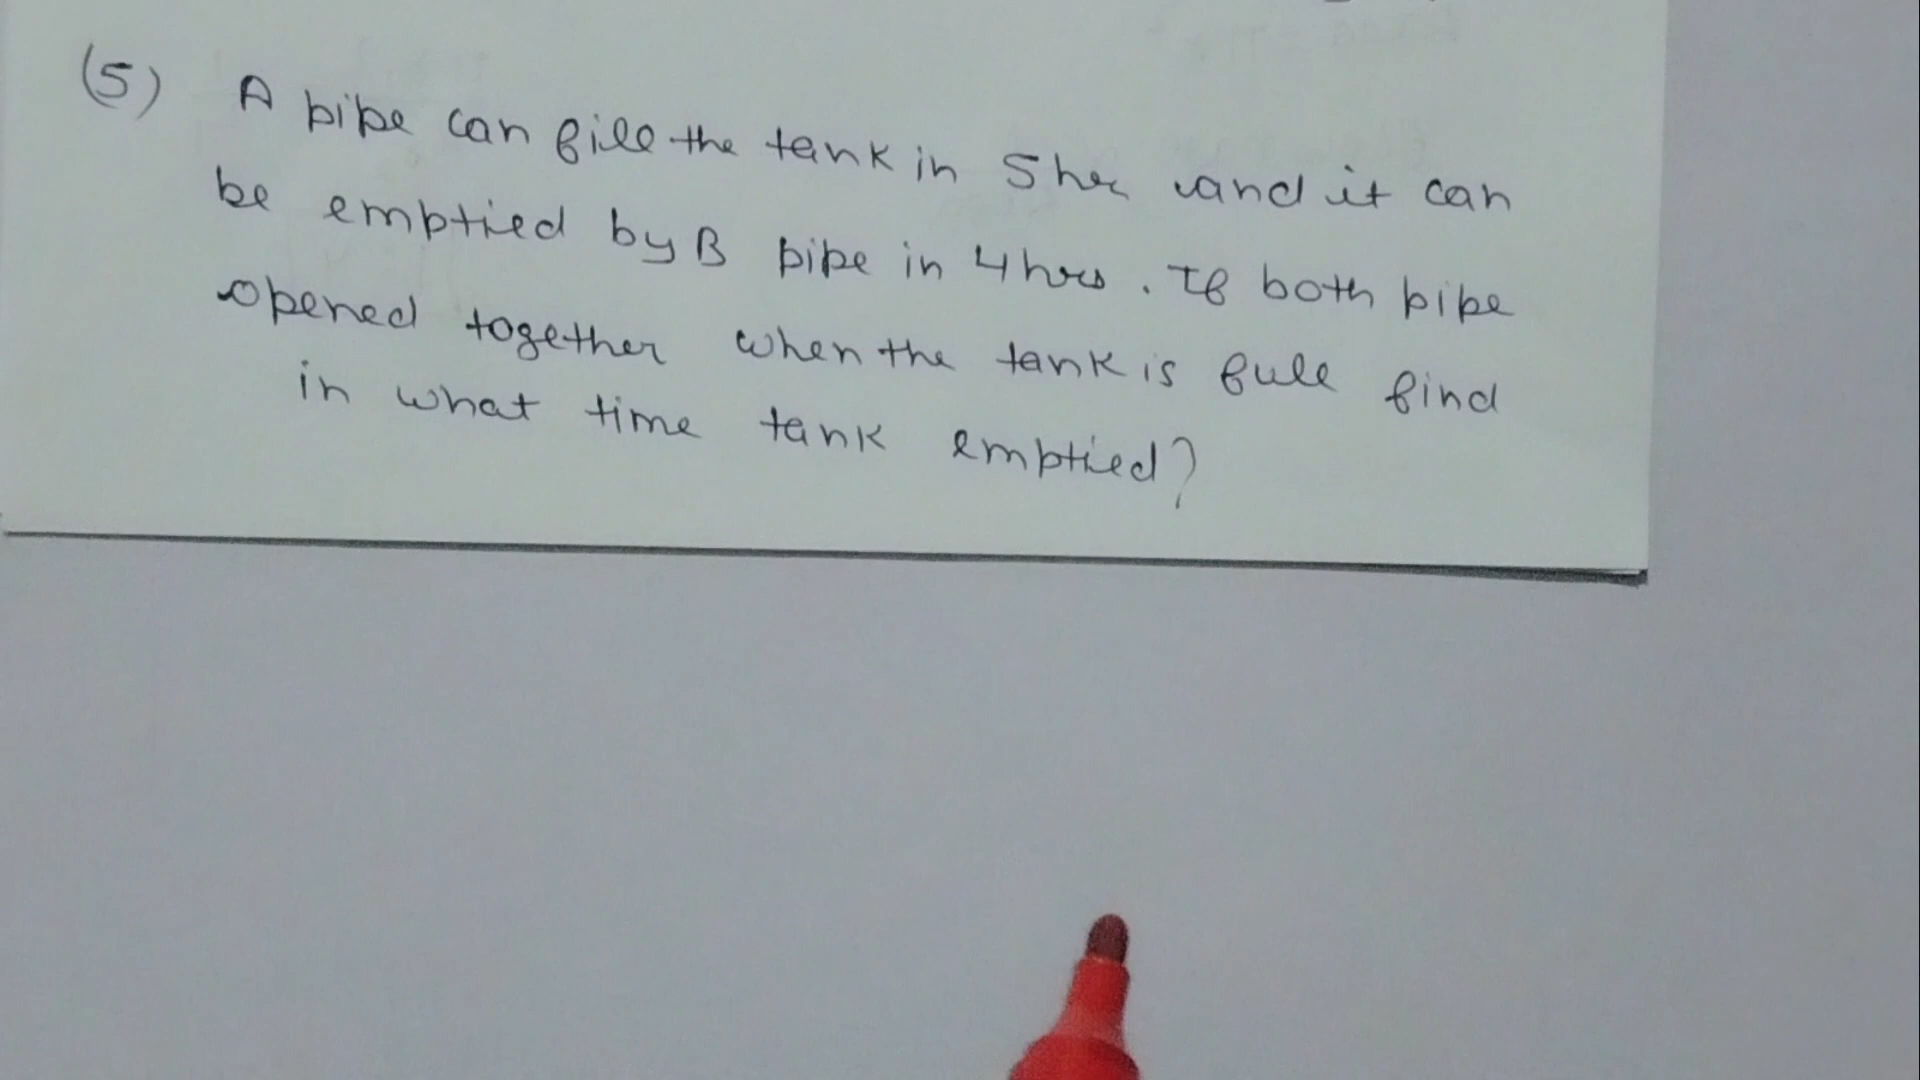 (5) A pipe can fill the tank in 5 hr and it can
be emptied by B pipe in 4 hrs. If both pipe
opened together when the tank is full find
in what time tank emptied?